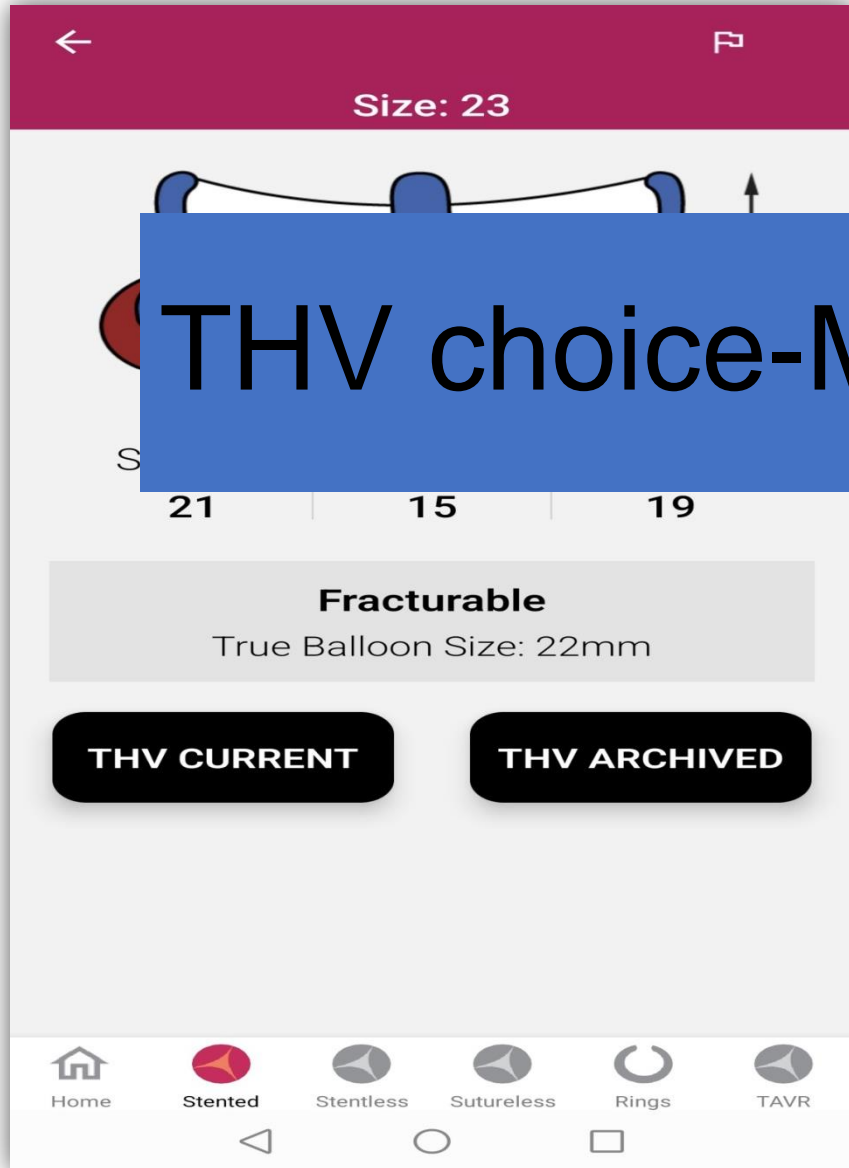 Size: 23
THV choice-
21 15 19
Fracturable
True Balloon Size: 22mm
THV CURRENT THV ARCHIVED
Home Stented Stentless Sutureless Rings TAVR